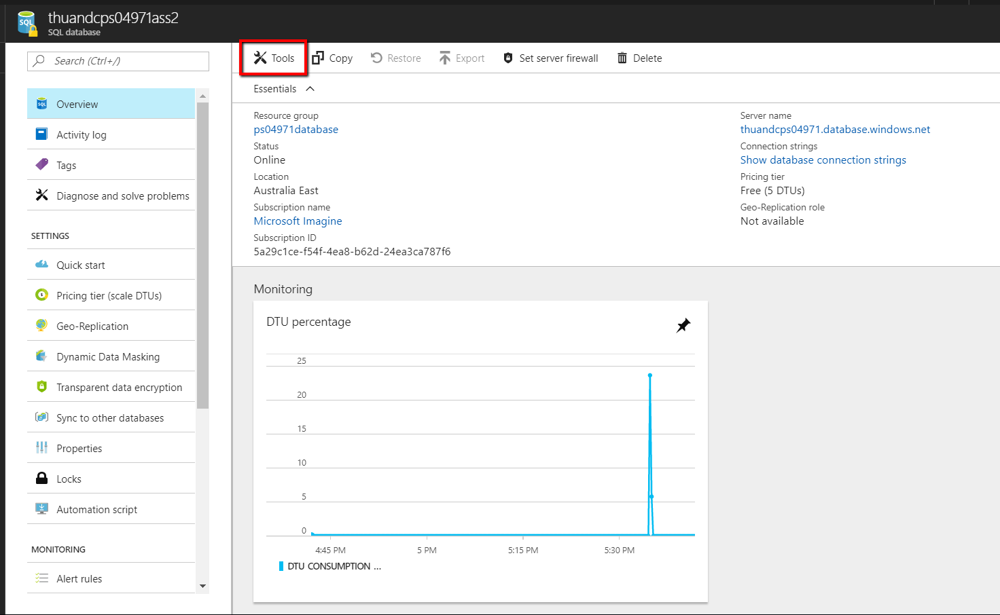 thuandcps04971ass2
SQL database
Search (Ctrl+/)
Overview
Activity log
Tags
Diagnose and solve problems
SETTINGS
Quick start
Pricing tier (scale DTUs)
Geo-Replication
Dynamic Data Masking
Transparent data encryption
Sync to other databases
Properties
Locks
Automation script
MONITORING
Alert rules
Tools Copy Restore Export Set server firewall Delete
Essentials
Resource group
ps04971database
Status
Online
Location
Australia East
Subscription name
Microsoft Imagine
Subscription ID
5a29c1ce-f54f-4ea8-b62d-24ea3ca787f6
Server name
thuandcps04971.database.windows.net
Connection strings
Show database connection strings
Pricing tier
Free (5 DTUs)
Geo-Replication role
Not available
Monitoring
DTU percentage
25
20
15
10
5
0
4:45 PM 5 PM 5:15 PM 5:30 PM
DTU CONSUMPTION ...